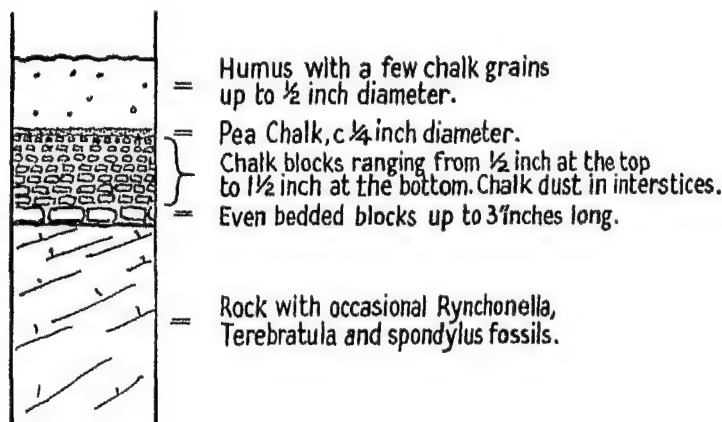 = Humus with a few chalk grains
up to ½ inch diameter.
= Pea Chalk, c ¼ inch diameter.
Chalk blocks ranging from ½ inch at the top
to 1½ inch at the bottom. Chalk dust in interstices.
= Even bedded blocks up to 3"inches long.
= Rock with occasional Rynchonella,
Terebratula and spondylus fossils.